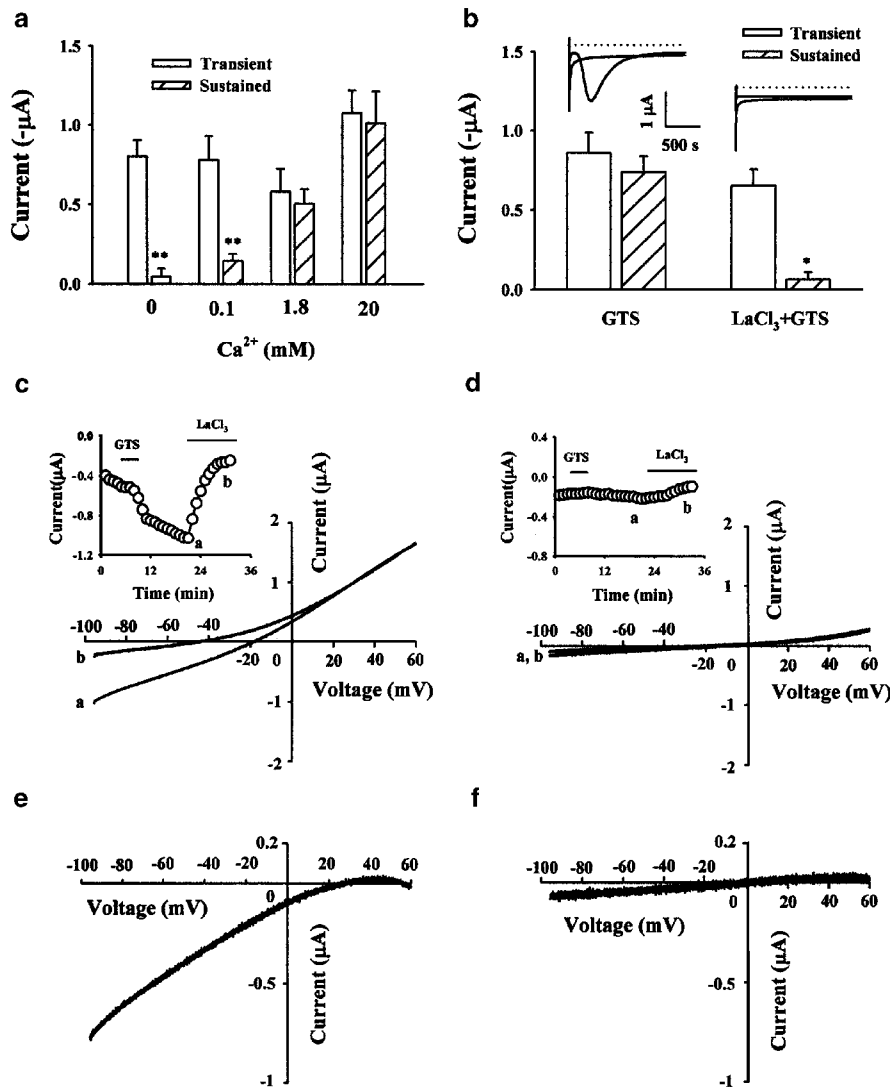 a
Current (-µA)
1.5
1.0
0.5
0.0
Transient
Sustained
**
**
0
0.1
1.8
20
Ca²⁺ (mM)
b
Current (-µA)
1.5
1.0
0.5
0.0
Transient
Sustained
1 µA
500 s
*
GTS
LaCl₃+GTS
c
Current(µA)
0.0
-0.4
-0.8
-1.2
GTS
LaCl₃
a
b
0
12
24
36
Time (min)
Current (µA)
2
1
-1
-2
-100
-80
-60
-40
-20
0
20
40
60
Voltage (mV)
b
a
d
Current(µA)
0.4
0.0
-0.4
-0.8
GTS
LaCl₃
a
b
0
12
24
36
Time (min)
Current (µA)
2
1
-1
-2
-100
-80
-60
-40
-20
0
20
40
60
Voltage (mV)
a, b
e
0.2
-100
-80
-60
-40
-20
0
20
40
60
Voltage (mV)
-0.5
-1
Current (µA)
f
0.2
-100
-80
-60
-40
-20
0
20
40
60
Voltage (mV)
-0.5
-1
Current (µA)